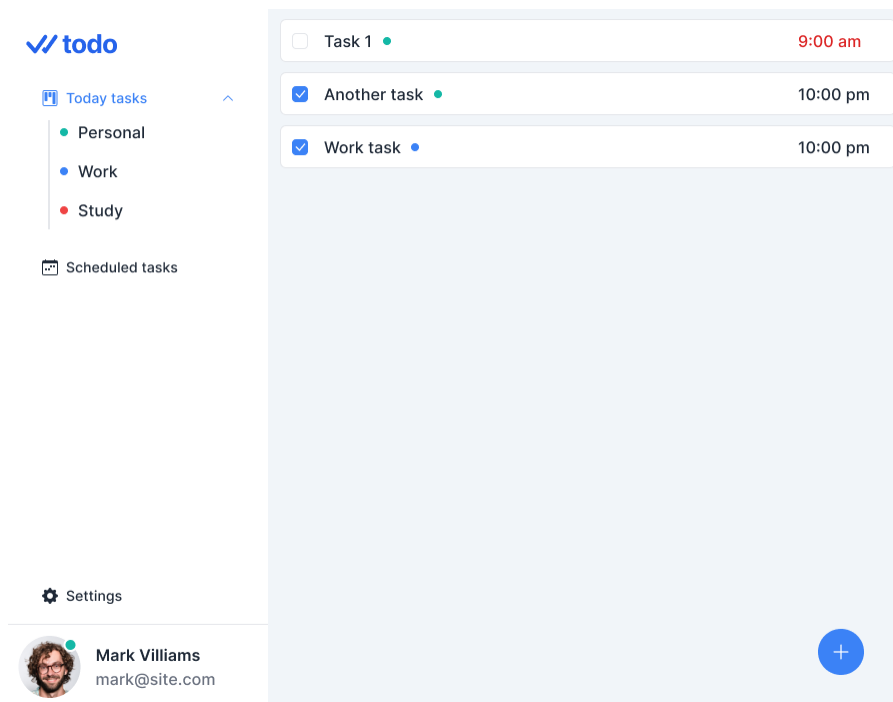 todo
Today tasks
Personal
Work
Study
Scheduled tasks
Settings
Mark Villiams
mark@site.com
Task 1 9:00 am
Another task 10:00 pm
Work task 10:00 pm